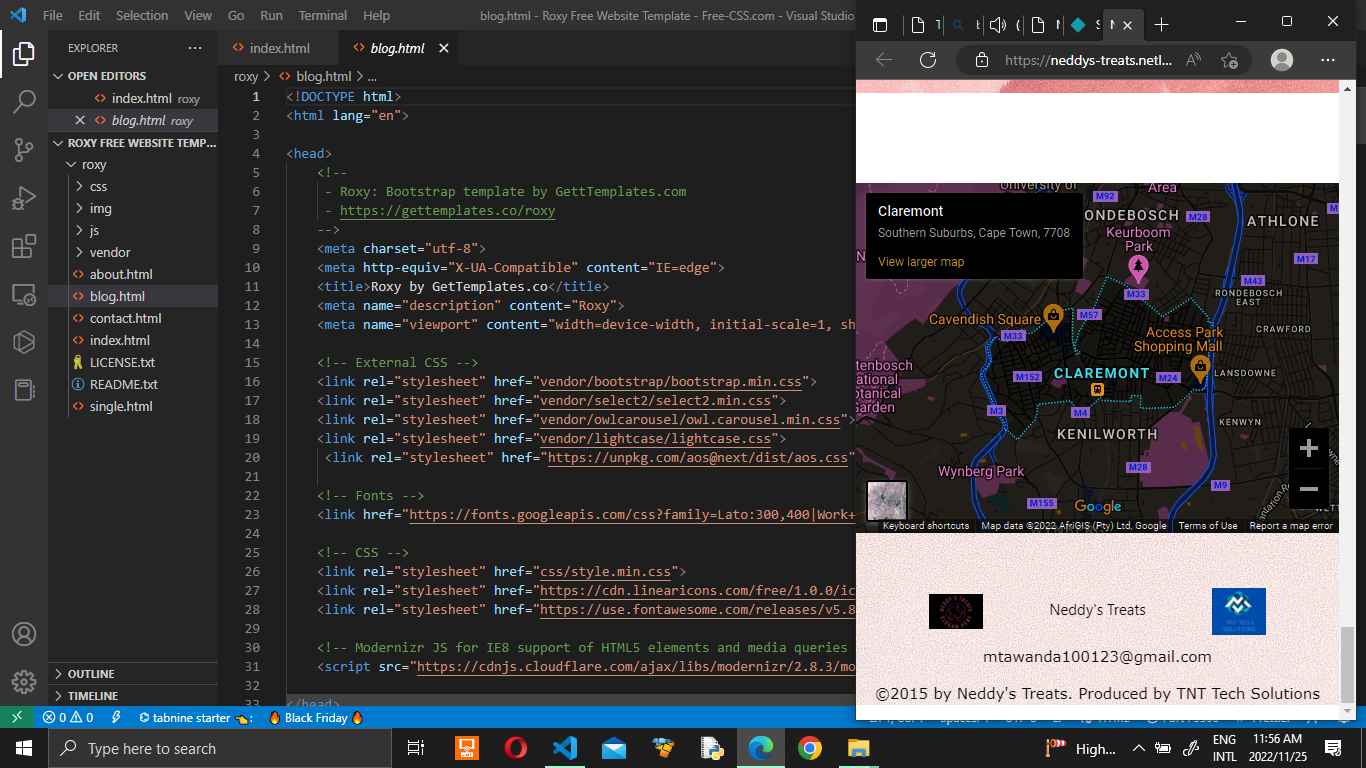 File Edit Selection View Go Run Terminal Help
blog.html - Roxy Free Website Template - Free-CSS.com - Visual Studio
EXPLORER
OPEN EDITORS
index.html roxy
blog.html roxy
ROXY FREE WEBSITE TEMP...
roxy
css
img
js
vendor
about.html
blog.html
contact.html
index.html
LICENSE.txt
README.txt
single.html
OUTLINE
TIMELINE
index.html
blog.html
roxy > blog.html > ...
1 <!DOCTYPE html>
2 <html lang="en">
3
4 <head>
5 <!--
6 - Roxy: Bootstrap template by GettTemplates.com
7 - https://gettemplates.co/roxy
8 -->
9 <meta charset="utf-8">
10 <meta http-equiv="X-UA-Compatible" content="IE=edge">
11 <title>Roxy by GetTemplates.co</title>
12 <meta name="description" content="Roxy">
13 <meta name="viewport" content="width=device-width, initial-scale=1, sh
14
15 <!-- External CSS -->
16 <link rel="stylesheet" href="vendor/bootstrap/bootstrap.min.css">
17 <link rel="stylesheet" href="vendor/select2/select2.min.css">
18 <link rel="stylesheet" href="vendor/owlcarousel/owl.carousel.min.css">
19 <link rel="stylesheet" href="vendor/lightcase/lightcase.css">
20 <link rel="stylesheet" href="https://unpkg.com/aos@next/dist/aos.css"
21
22 <!-- Fonts -->
23 <link href="https://fonts.googleapis.com/css?family=Lato:300,400|Work+
24
25 <!-- CSS -->
26 <link rel="stylesheet" href="css/style.min.css">
27 <link rel="stylesheet" href="https://cdn.linearicons.com/free/1.0.0/ic
28 <link rel="stylesheet" href="https://use.fontawesome.com/releases/v5.8
29
30 <!-- Modernizr JS for IE8 support of HTML5 elements and media queries
31 <script src="https://cdnjs.cloudflare.com/ajax/libs/modernizr/2.8.3/mo
32
33 </head>
0 0 tabnine starter Black Friday
https://neddys-treats.netl...
University of
Area
M92
ONDEBOSCH
M28
ATHLONE
Claremont
Southern Suburbs, Cape Town, 7708
View larger map
Keurboom
Park
M17
M43
M33
RONDEBOSCH
EAST
Cavendish Square
M57
CRAWFORD
M33
Access Park
Shopping Mall
tenbosch
ational
otanical
Garden
M152
CLAREMONT
M24
LANSDOWNE
M3
M4
KENILWORTH
KENWYN
Wynberg Park
M28
M9
M155
Google
Keyboard shortcuts Map data ©2022 AfriGIS (Pty) Ltd, Google Terms of Use Report a map error
NEDDY'S TREATS
Neddy's Treats
TNT TECH
SOLUTIONS
mtawanda100123@gmail.com
©2015 by Neddy's Treats. Produced by TNT Tech Solutions
Type here to search
High...
ENG
INTL
11:56 AM
2022/11/25